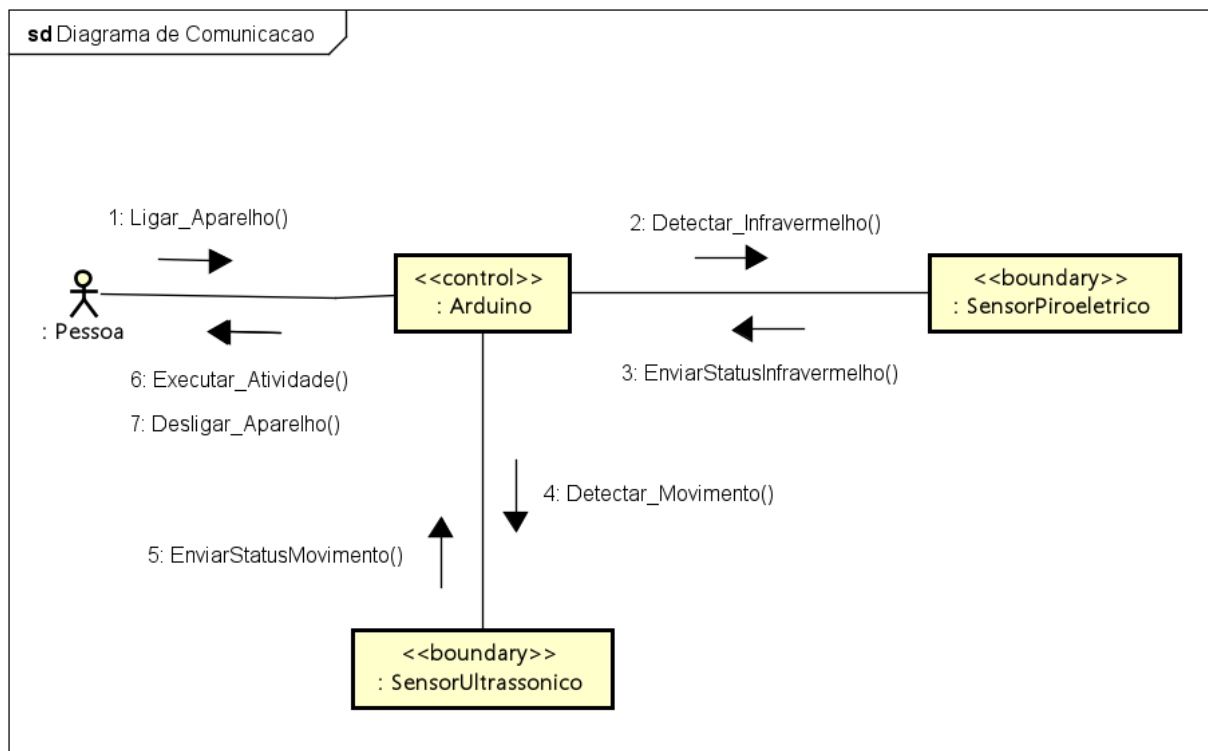 sd Diagrama de Comunicacao
1: Ligar_Aparelho()
2: Detectar_Infravermelho()
<<control>>
: Arduino
<<boundary>>
: SensorPiroeletrico
: Pessoa
6: Executar_Atividade()
7: Desligar_Aparelho()
3: EnviarStatusInfravermelho()
4: Detectar_Movimento()
5: EnviarStatusMovimento()
<<boundary>>
: SensorUltrassonico